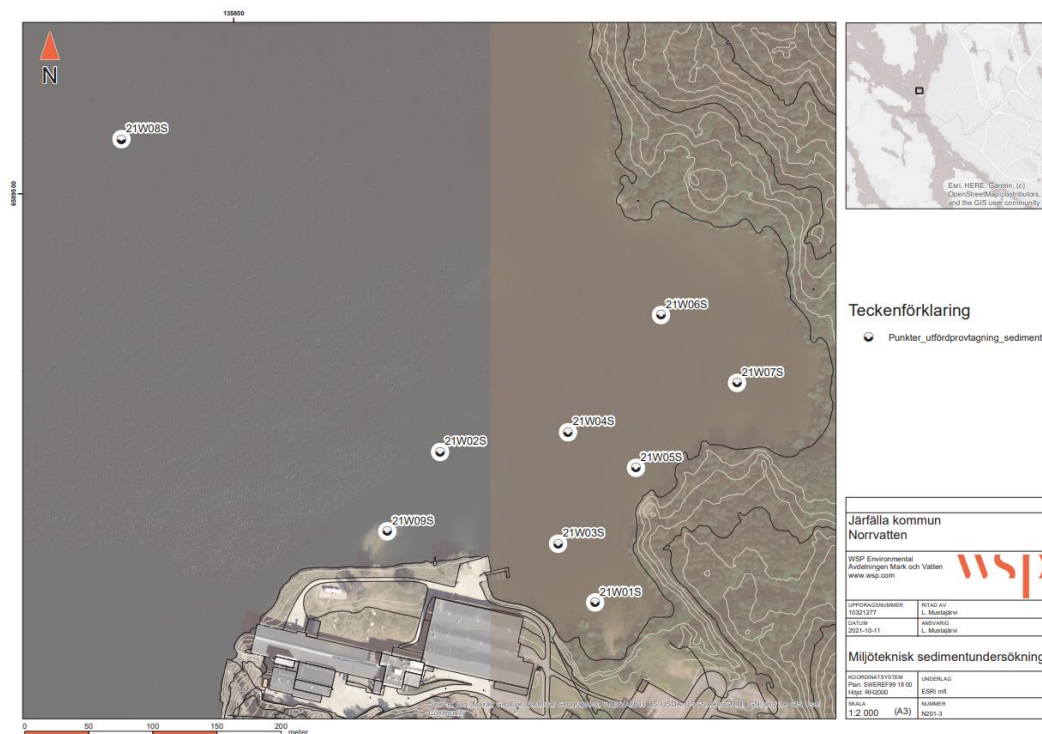 135800
6589500
N
21W08S
21W06S
21W07S
21W04S
21W02S
21W05S
21W09S
21W03S
21W01S
0 50 100 150 200
meter
Esri, HERE, Garmin, (c)
OpenStreetMap contributors,
and the GIS user community
Teckenförklaring
Punkter_utfördprovtagning_sediment
Järfälla kommun
Norrvatten
WSP Environmental
Avdelningen Mark och Vatten
www.wsp.com
wsp
UPPDRAGSNUMMER
10321277
RITAD AV
L. Mustajärvi
DATUM
2021-10-11
ANSVARIG
L. Mustajärvi
Miljöteknisk sedimentundersökning
KOORDINATSYSTEM
Plan: SWEREF99 18 00
Höjd: RH2000
UNDERLAG
ESRI mfl.
SKALA
1:2 000 (A3)
NUMMER
N201-3